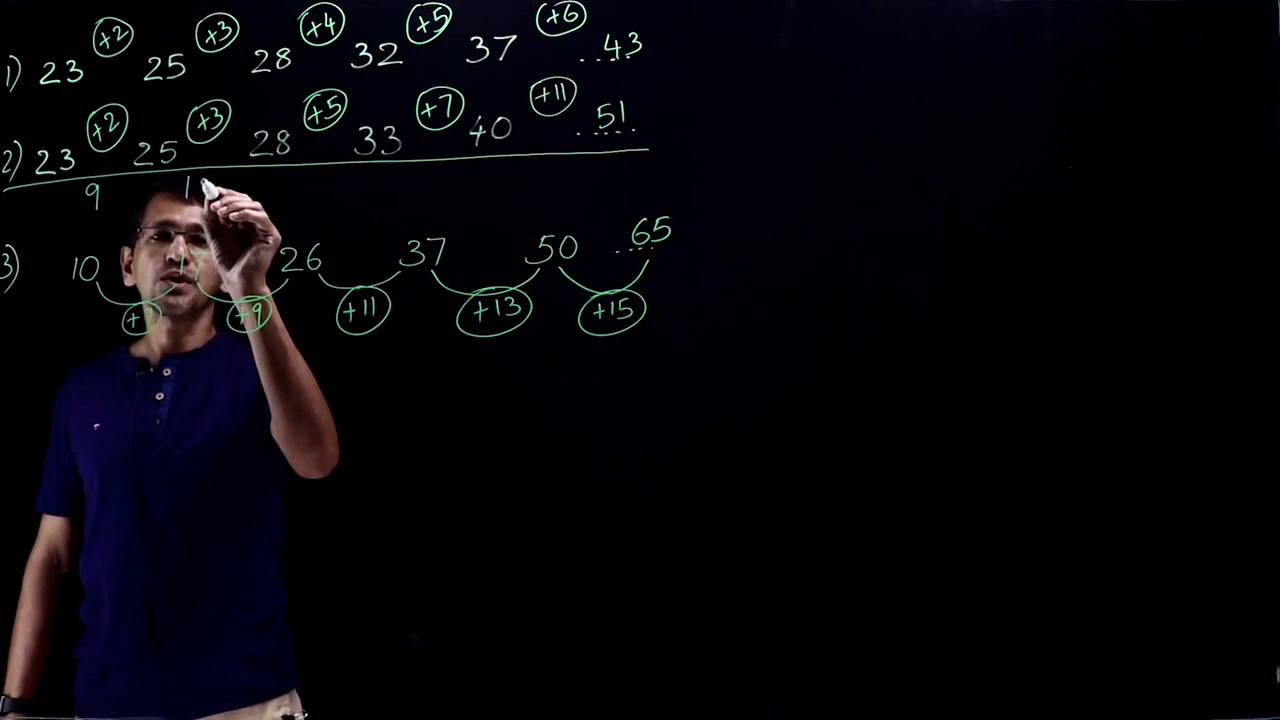 +2 +3 +4 +5 +6
1) 23 25 28 32 37 ....43
+2 +3 +5 +7 +11
2) 23 25 28 33 40 ....51
9 1
3) 10 26 37 50 ....65
+9 +11 +13 +15